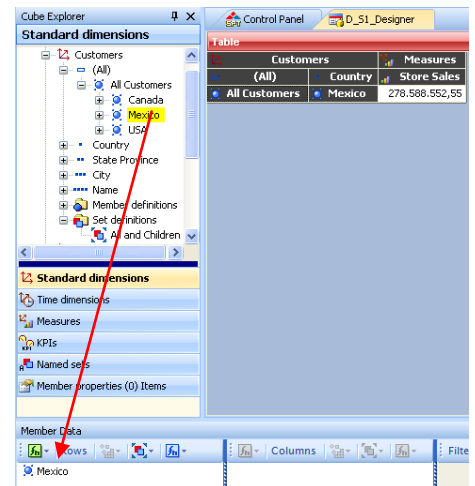 Cube Explorer
Standard dimensions
Customers
(All)
All Customers
Canada
Mexico
USA
Country
State Province
City
Name
Member definitions
Set definitions
All and Children
Standard dimensions
Time dimensions
Measures
KPIs
Named sets
Member properties (0) Items
Control Panel
D_S1_Designer
Table
Customers Measures
(All) Country Store Sales
All Customers Mexico 278.588.552,55
Member Data
Rows Columns Filte
Mexico